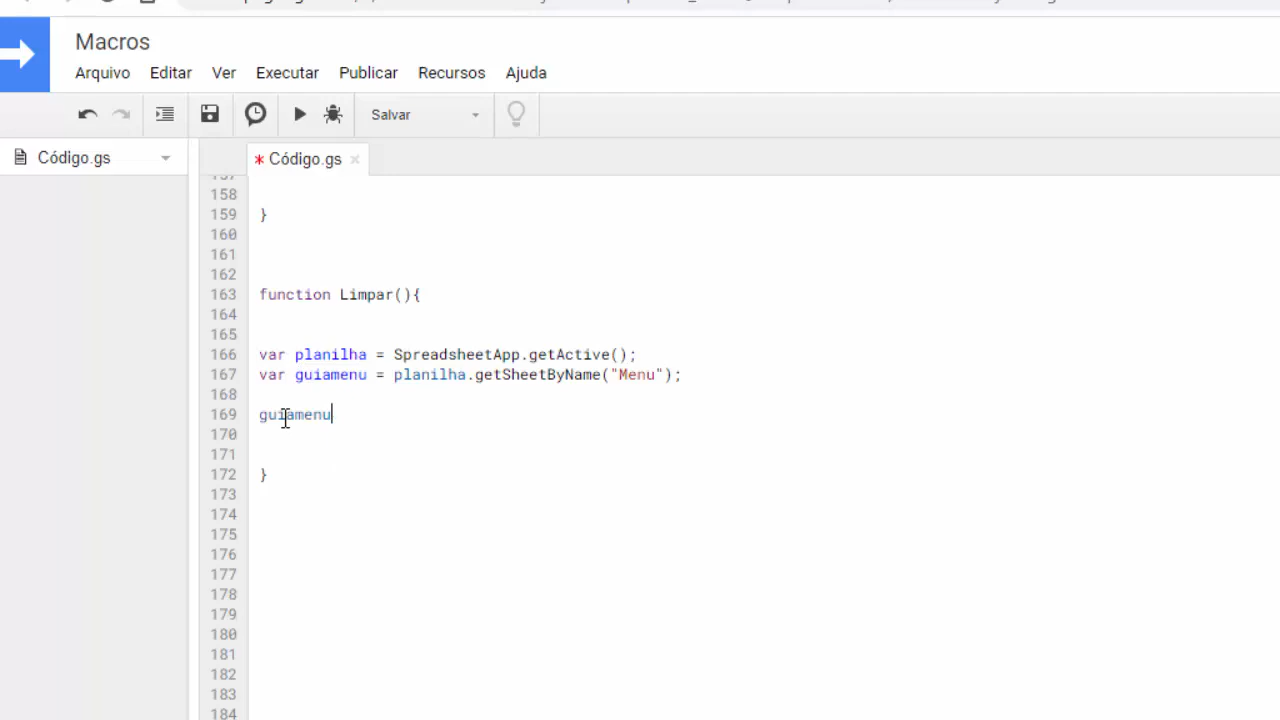 Macros
Arquivo Editar Ver Executar Publicar Recursos Ajuda
Salvar
Código.gs
* Código.gs ×
158
159 }
160
161
162
163 function Limpar(){
164
165
166 var planilha = SpreadsheetApp.getActive();
167 var guiamenu = planilha.getSheetByName("Menu");
168
169 guiamenu
170
171
172 }
173
174
175
176
177
178
179
180
181
182
183
184